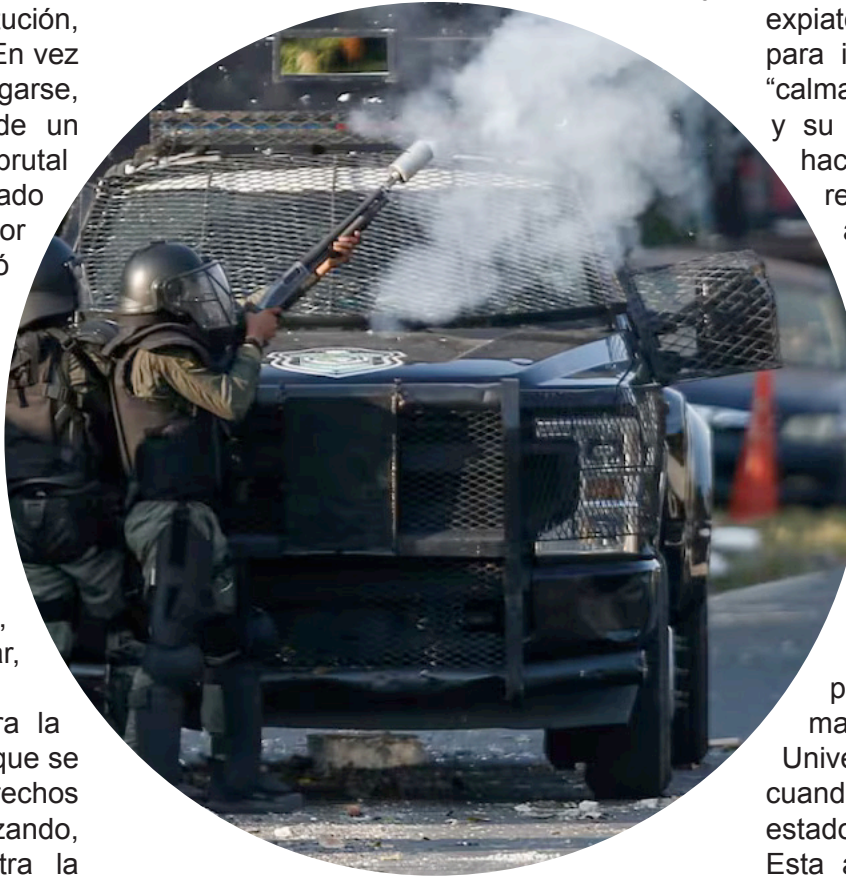 tución,
En vez
garse,
de un
brutal
ado
or
ó
,
ar,
ra la
que se
rechos
zando,
tra la
expiato
para i
“calma
y su
hac
re
a
p
ma
Unive
cuand
estado
Esta a